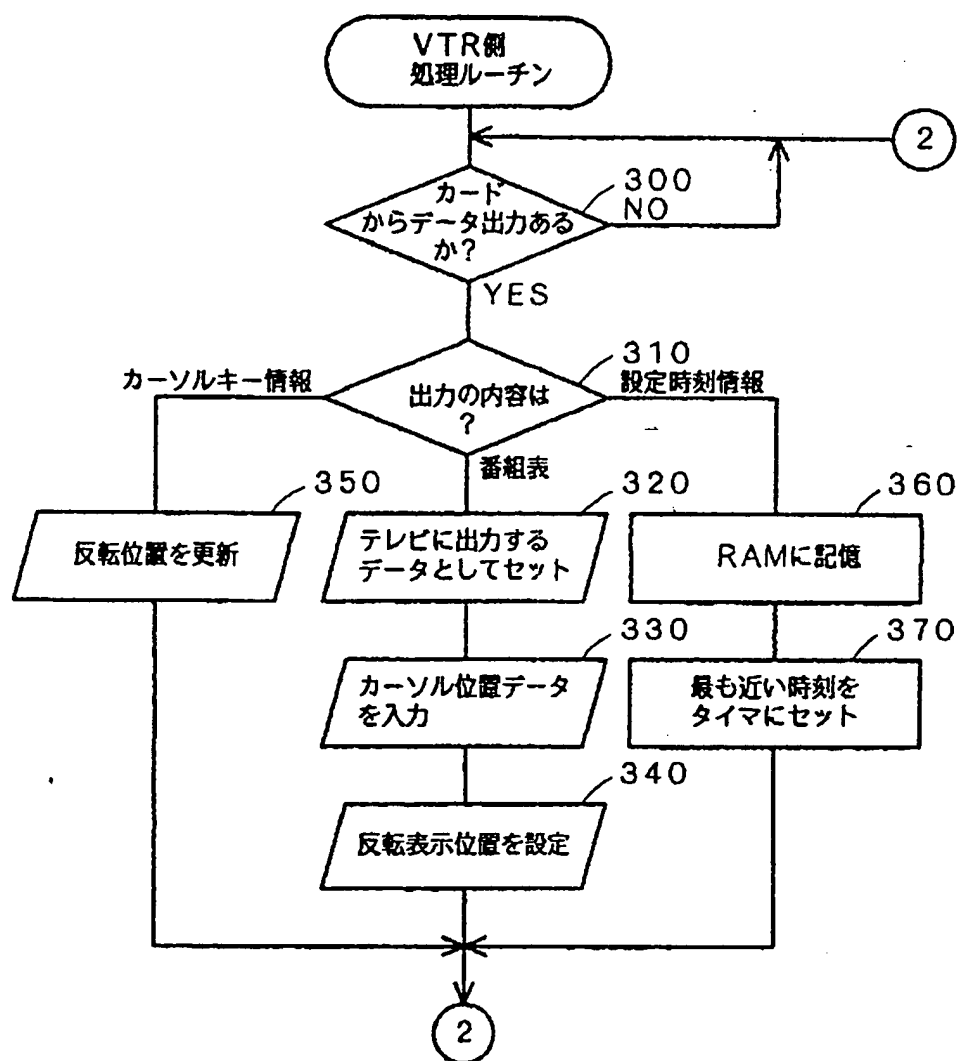 VTR側
処理ルーチン
2
300
カード
からデータ出力ある
か？
NO
YES
310
カーソルキー情報
出力の内容は
？
設定時刻情報
番組表
350
反転位置を更新
320
テレビに出力する
データとしてセット
360
RAMに記憶
330
カーソル位置データ
を入力
370
最も近い時刻を
タイマにセット
340
反転表示位置を設定
2